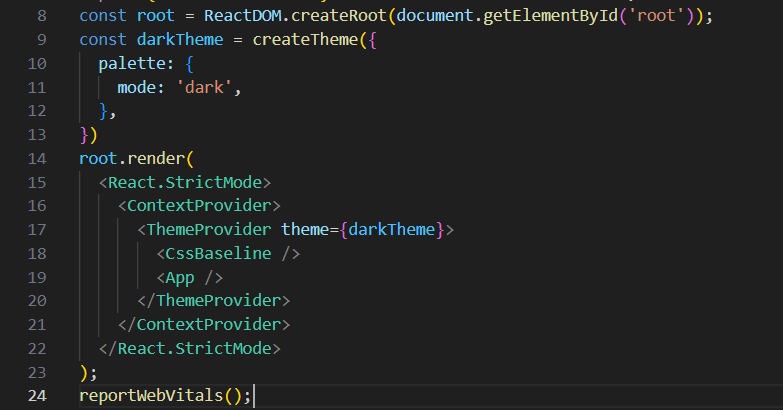 8 const root = ReactDOM.createRoot(document.getElementById('root'));
9 const darkTheme = createTheme({
10   palette: {
11     mode: 'dark',
12   },
13 })
14 root.render(
15   <React.StrictMode>
16     <ContextProvider>
17       <ThemeProvider theme={darkTheme}>
18         <CssBaseline />
19         <App />
20       </ThemeProvider>
21     </ContextProvider>
22   </React.StrictMode>
23 );
24 reportWebVitals();